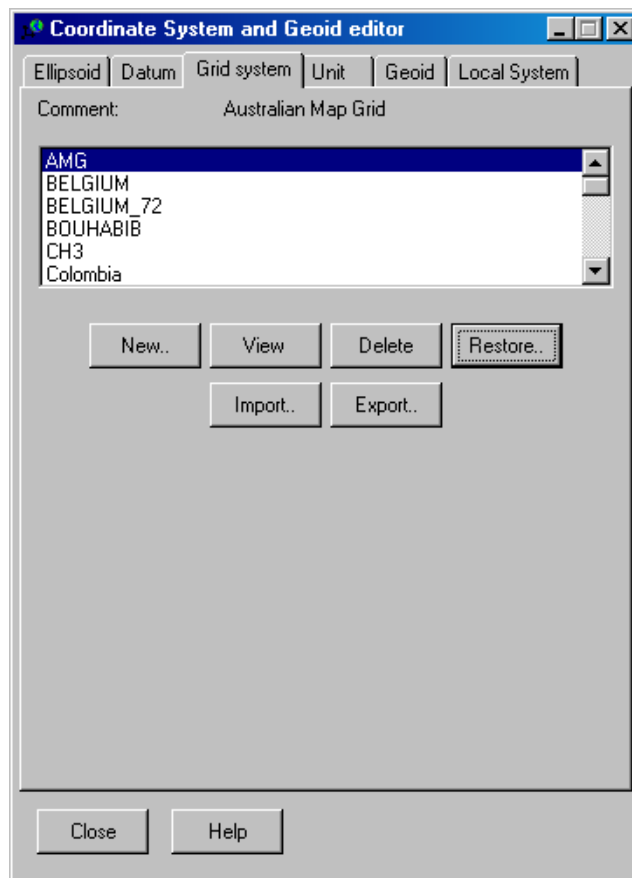 Coordinate System and Geoid editor
Ellipsoid Datum Grid system Unit Geoid Local System
Comment: Australian Map Grid
AMG
BELGIUM
BELGIUM_72
BOUHABIB
CH3
Colombia
New.. View Delete Restore..
Import.. Export..
Close Help